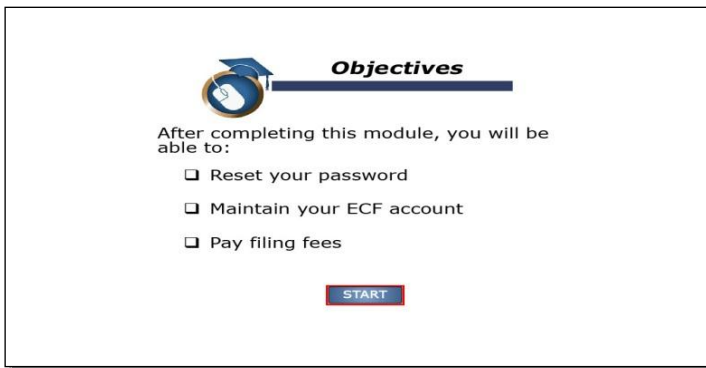 Objectives
After completing this module, you will be
able to:
❑ Reset your password
❑ Maintain your ECF account
❑ Pay filing fees
START